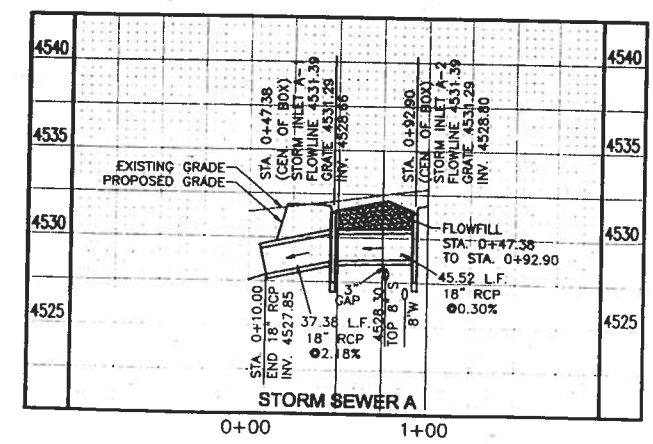 4540
4535
4530
4525
4540
4535
4530
4525
STA. 0+47.38
(CEN. OF BOX)
STORM INLET A-1
FLOWLINE 4531.39
GRATE 4531.29
INV. 4528.66
STA. 0+92.90
(CEN. OF BOX)
STORM INLET A-2
FLOWLINE 4531.39
GRATE 4531.29
INV. 4528.80
EXISTING GRADE
PROPOSED GRADE
FLOWFILL
STA. 0+47.38
TO STA. 0+92.90
45.52 L.F.
18" RCP
@0.30%
3"
GAP
37.38 L.F.
18" RCP
@2.18%
STA. 0+10.00
END 18" RCP
INV. 4527.85
4528.30
TOP 8" S
8"W
STORM SEWER A
0+00
1+00